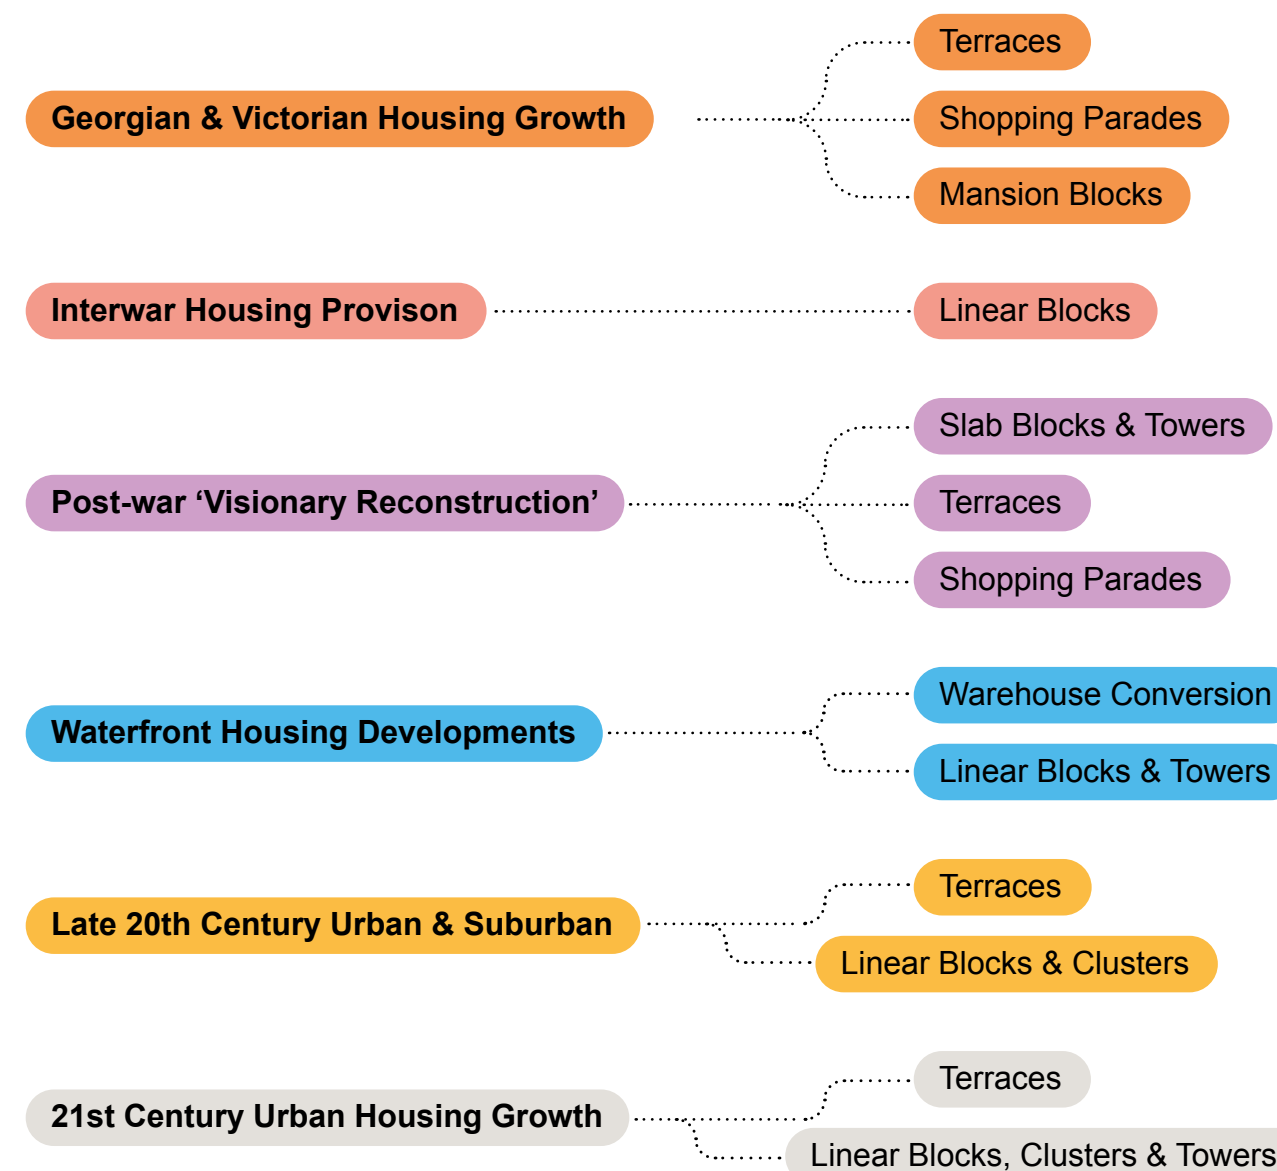 Georgian & Victorian Housing Growth
Terraces
Shopping Parades
Mansion Blocks
Interwar Housing Provison
Linear Blocks
Post-war ‘Visionary Reconstruction’
Slab Blocks & Towers
Terraces
Shopping Parades
Waterfront Housing Developments
Warehouse Conversion
Linear Blocks & Towers
Late 20th Century Urban & Suburban
Terraces
Linear Blocks & Clusters
21st Century Urban Housing Growth
Terraces
Linear Blocks, Clusters & Towers